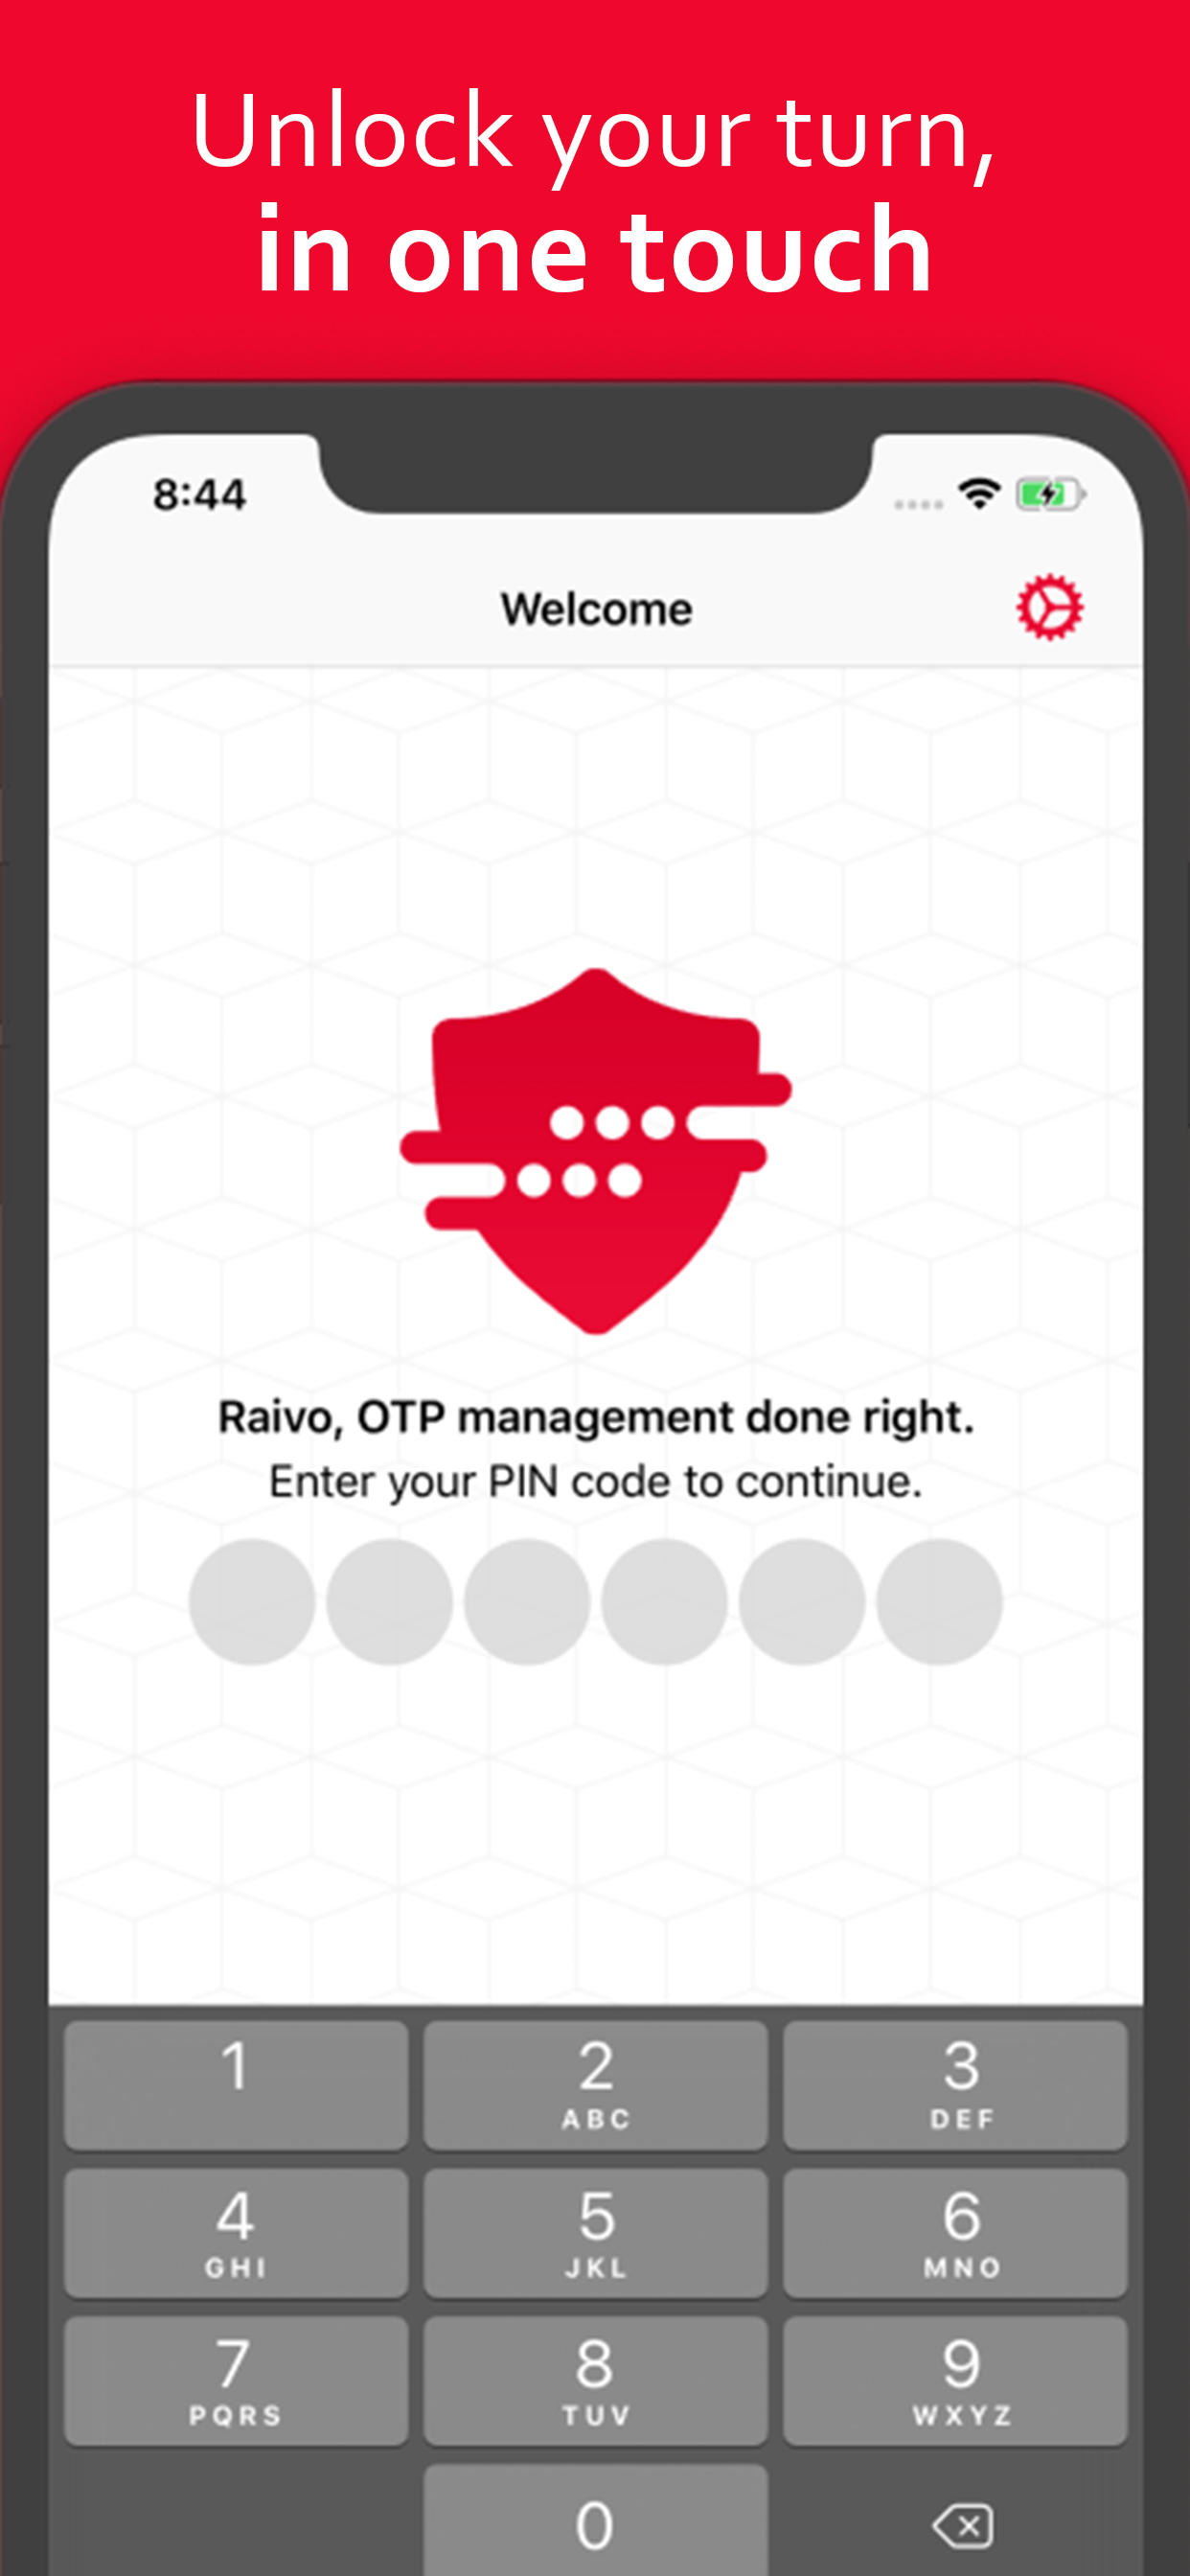 Unlock your turn,
in one touch
8:44
Welcome
Raivo, OTP management done right.
Enter your PIN code to continue.
1
2
3
ABC
DEF
4
5
6
GHI
JKL
MNO
7
8
9
PQRS
TUV
WXYZ
0